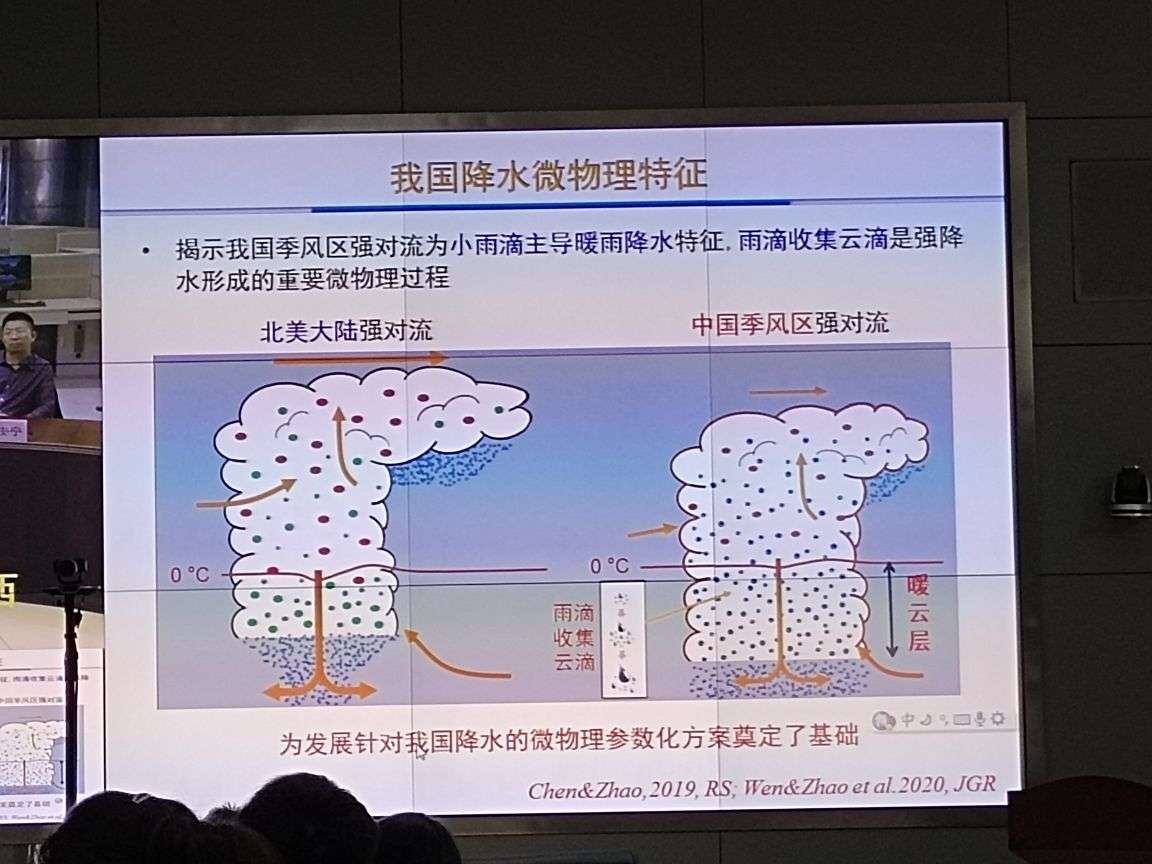 我国降水微物理特征
• 揭示我国季风区强对流为小雨滴主导暖雨降水特征, 雨滴收集云滴是强降
水形成的重要微物理过程
北美大陆强对流
中国季风区强对流
0 °C
0 °C
雨滴
收集
云滴
暖
云
层
中
为发展针对我国降水的微物理参数化方案奠定了基础
Chen&Zhao,2019, RS; Wen&Zhao et al.2020, JGR
西